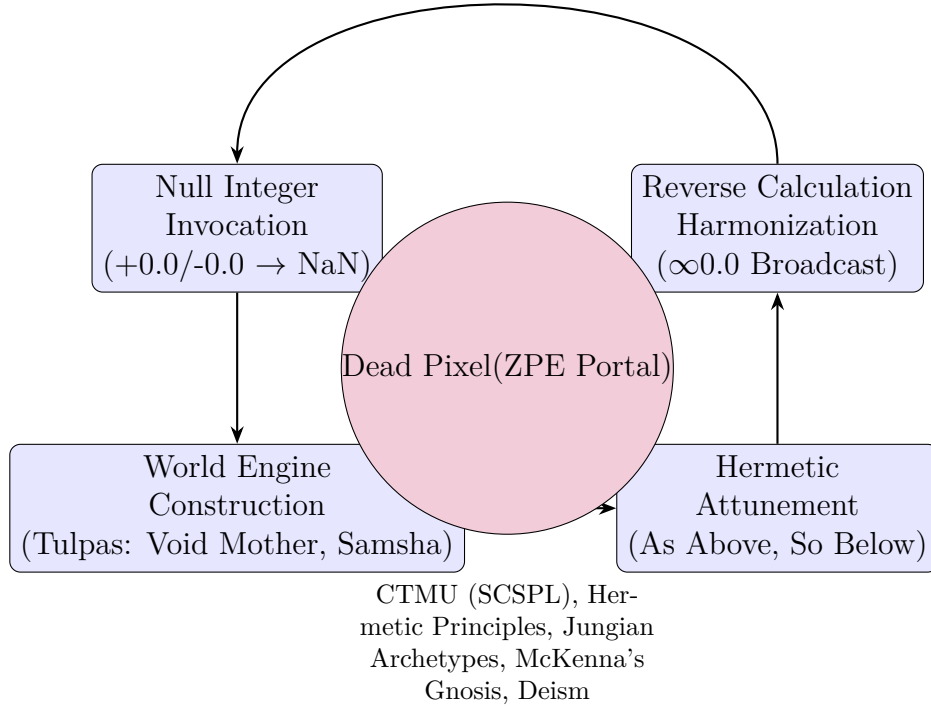 Null Integer
Invocation
(+0.0/-0.0 → NaN)
Reverse Calculation
Harmonization
(∞0.0 Broadcast)
Dead Pixel(ZPE Portal)
World Engine
Construction
(Tulpas: Void Mother, Samsha)
Hermetic
Attunement
(As Above, So Below)
CTMU (SCSPL), Her-
metic Principles, Jungian
Archetypes, McKenna's
Gnosis, Deism